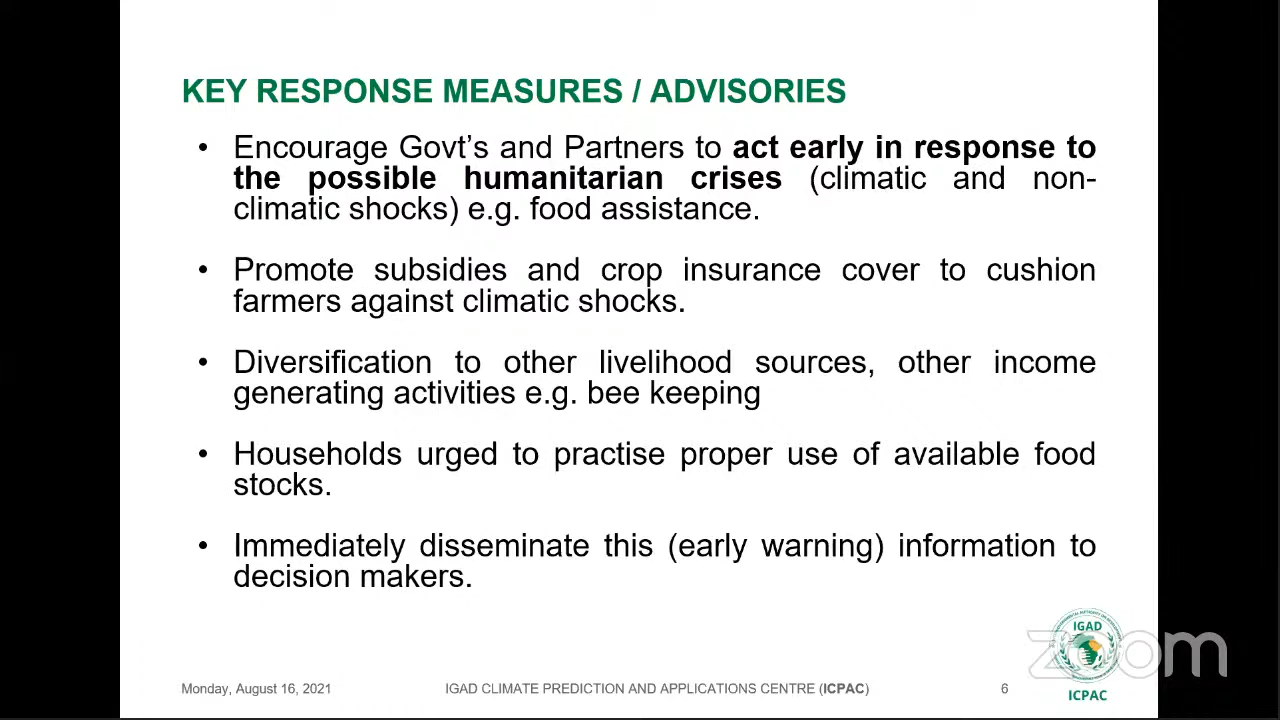 KEY RESPONSE MEASURES / ADVISORIES
• Encourage Govt’s and Partners to act early in response to
the possible humanitarian crises (climatic and non-
climatic shocks) e.g. food assistance.
• Promote subsidies and crop insurance cover to cushion
farmers against climatic shocks.
• Diversification to other livelihood sources, other income
generating activities e.g. bee keeping
• Households urged to practise proper use of available food
stocks.
• Immediately disseminate this (early warning) information to
decision makers.
IGAD
zoom
Monday, August 16, 2021
IGAD CLIMATE PREDICTION AND APPLICATIONS CENTRE (ICPAC)
6
ICPAC